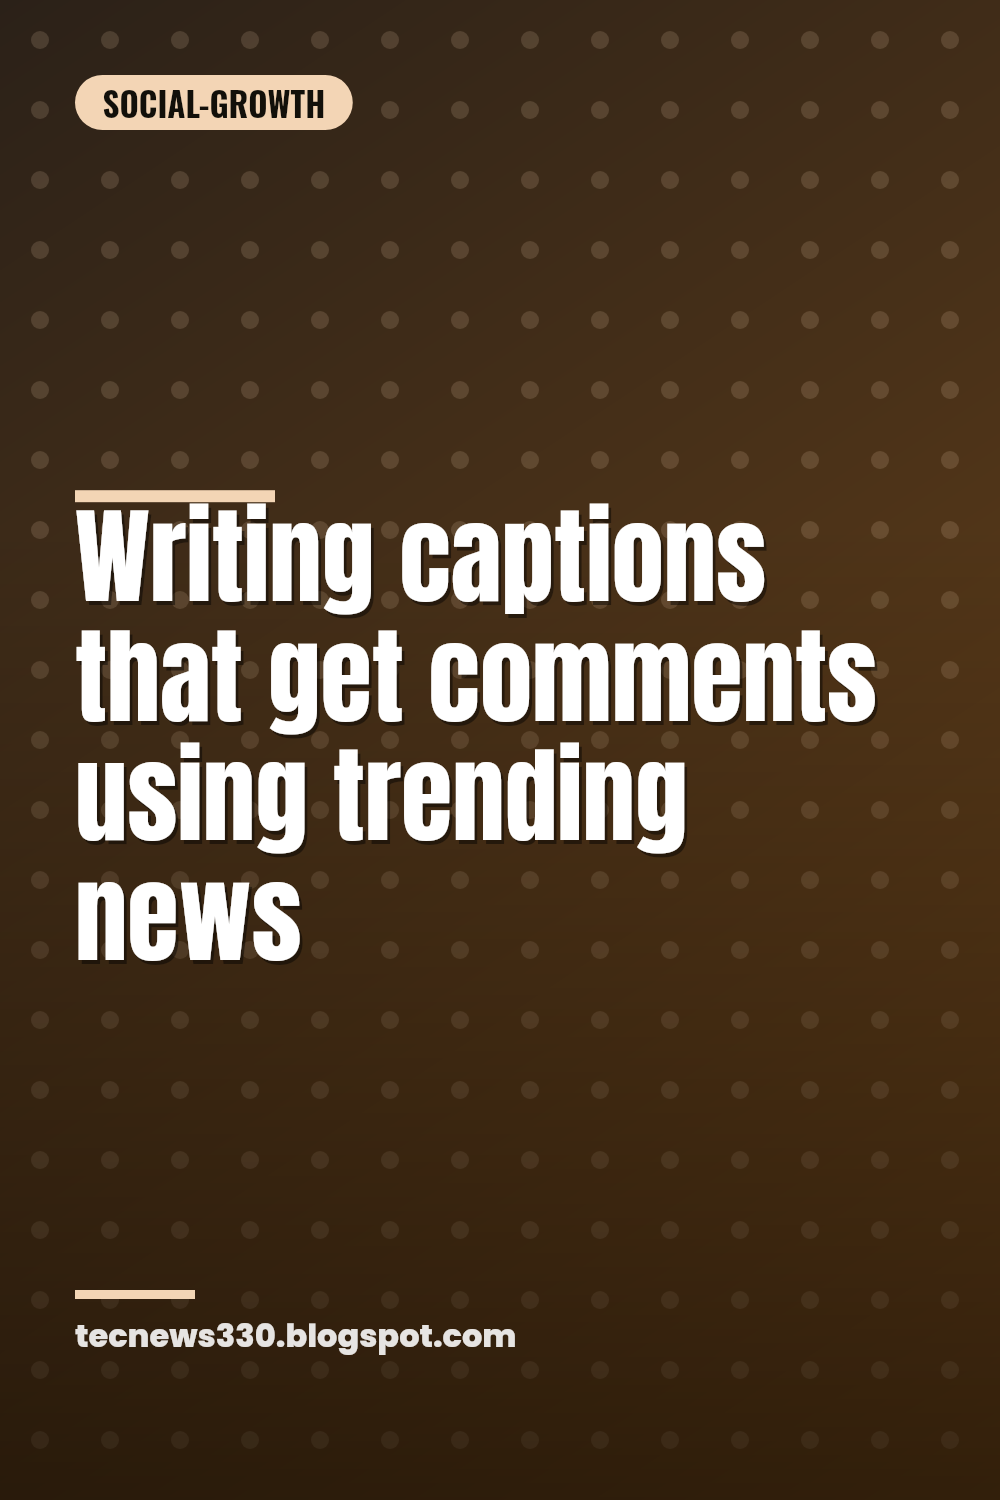 SOCIAL-GROWTH
Writing captions
that get comments
using trending
news
tecnews330.blogspot.com